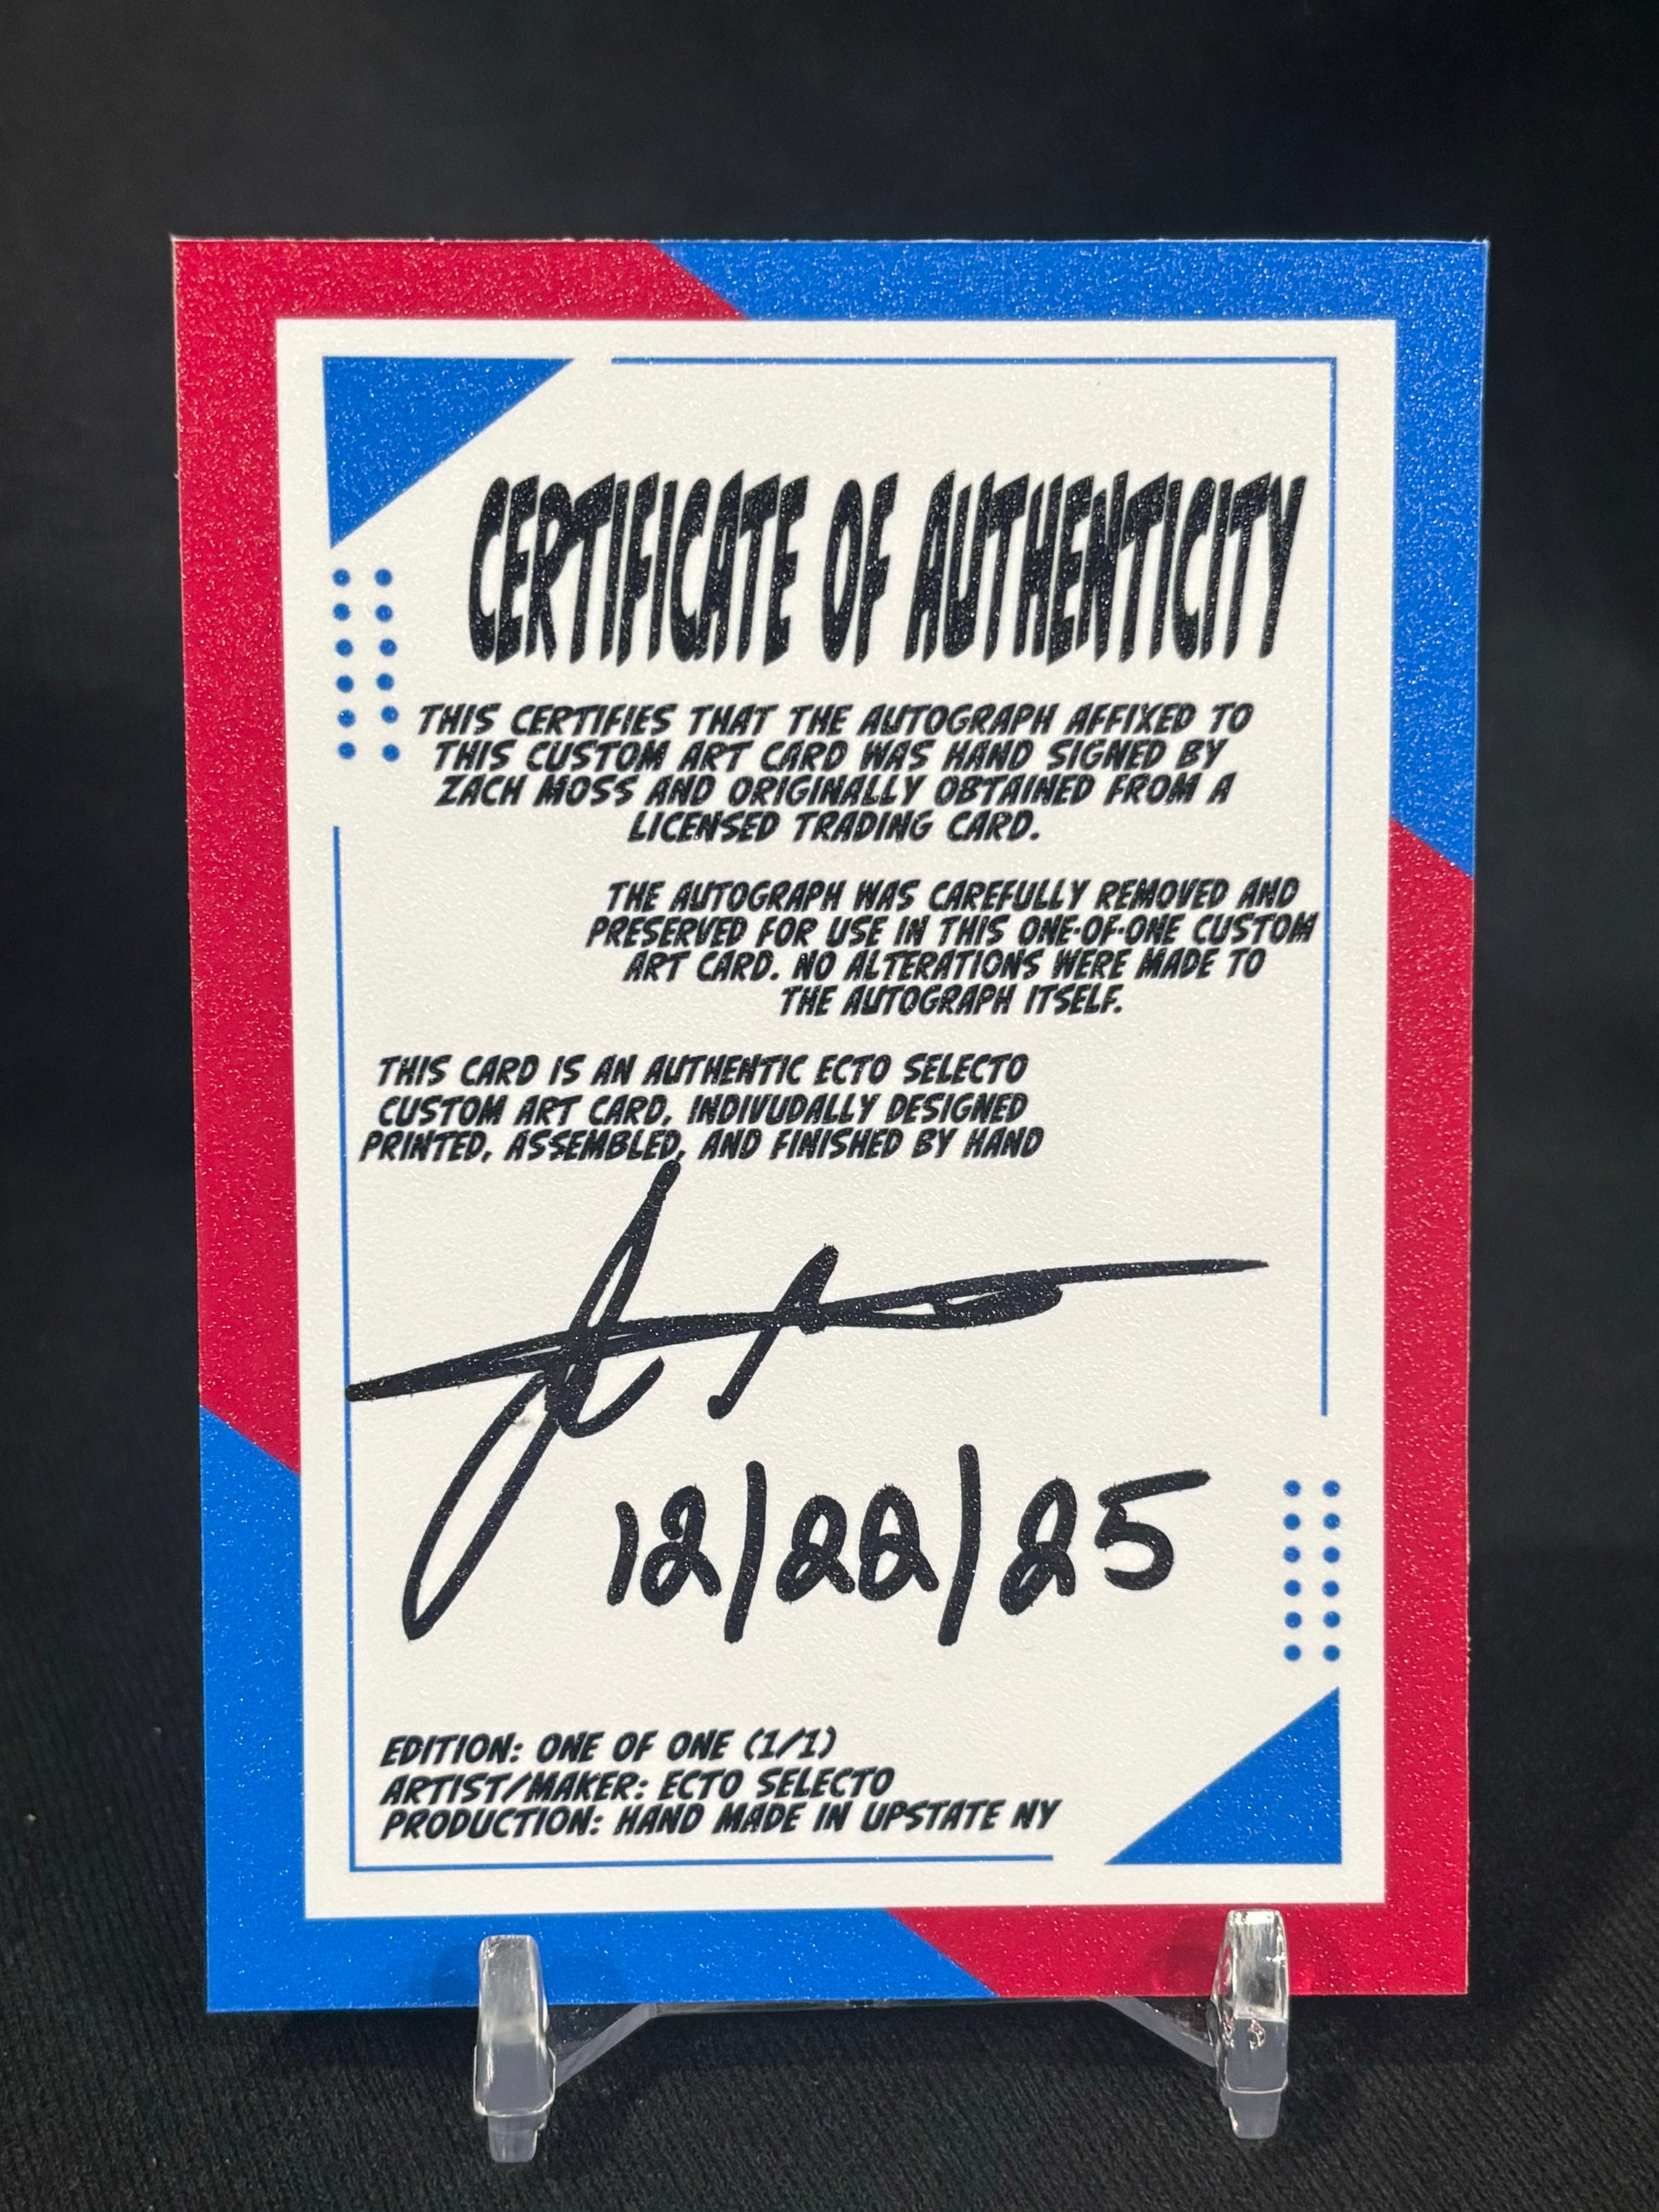 CERTIFICATE OF AUTHENTICITY
THIS CERTIFIES THAT THE AUTOGRAPH AFFIXED TO
THIS CUSTOM ART CARD WAS HAND SIGNED BY
ZACH MOSS AND ORIGINALLY OBTAINED FROM A
LICENSED TRADING CARD.
THE AUTOGRAPH WAS CAREFULLY REMOVED AND
PRESERVED FOR USE IN THIS ONE-OF-ONE CUSTOM
ART CARD. NO ALTERATIONS WERE MADE TO
THE AUTOGRAPH ITSELF.
THIS CARD IS AN AUTHENTIC ECTO SELECTO
CUSTOM ART CARD, INDIVUDALLY DESIGNED
PRINTED, ASSEMBLED, AND FINISHED BY HAND
12/22/25
EDITION: ONE OF ONE (1/1)
ARTIST/MAKER: ECTO SELECTO
PRODUCTION: HAND MADE IN UPSTATE NY